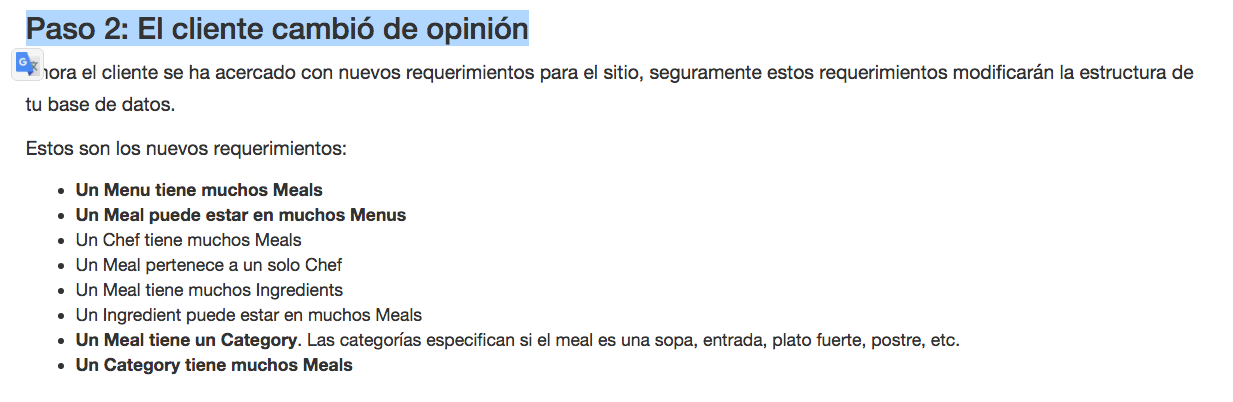 Paso 2: El cliente cambió de opinión
hora el cliente se ha acercado con nuevos requerimientos para el sitio, seguramente estos requerimientos modificarán la estructura de
tu base de datos.
Estos son los nuevos requerimientos:
• Un Menu tiene muchos Meals
• Un Meal puede estar en muchos Menus
• Un Chef tiene muchos Meals
• Un Meal pertenece a un solo Chef
• Un Meal tiene muchos Ingredients
• Un Ingredient puede estar en muchos Meals
• Un Meal tiene un Category. Las categorías especifican si el meal es una sopa, entrada, plato fuerte, postre, etc.
• Un Category tiene muchos Meals